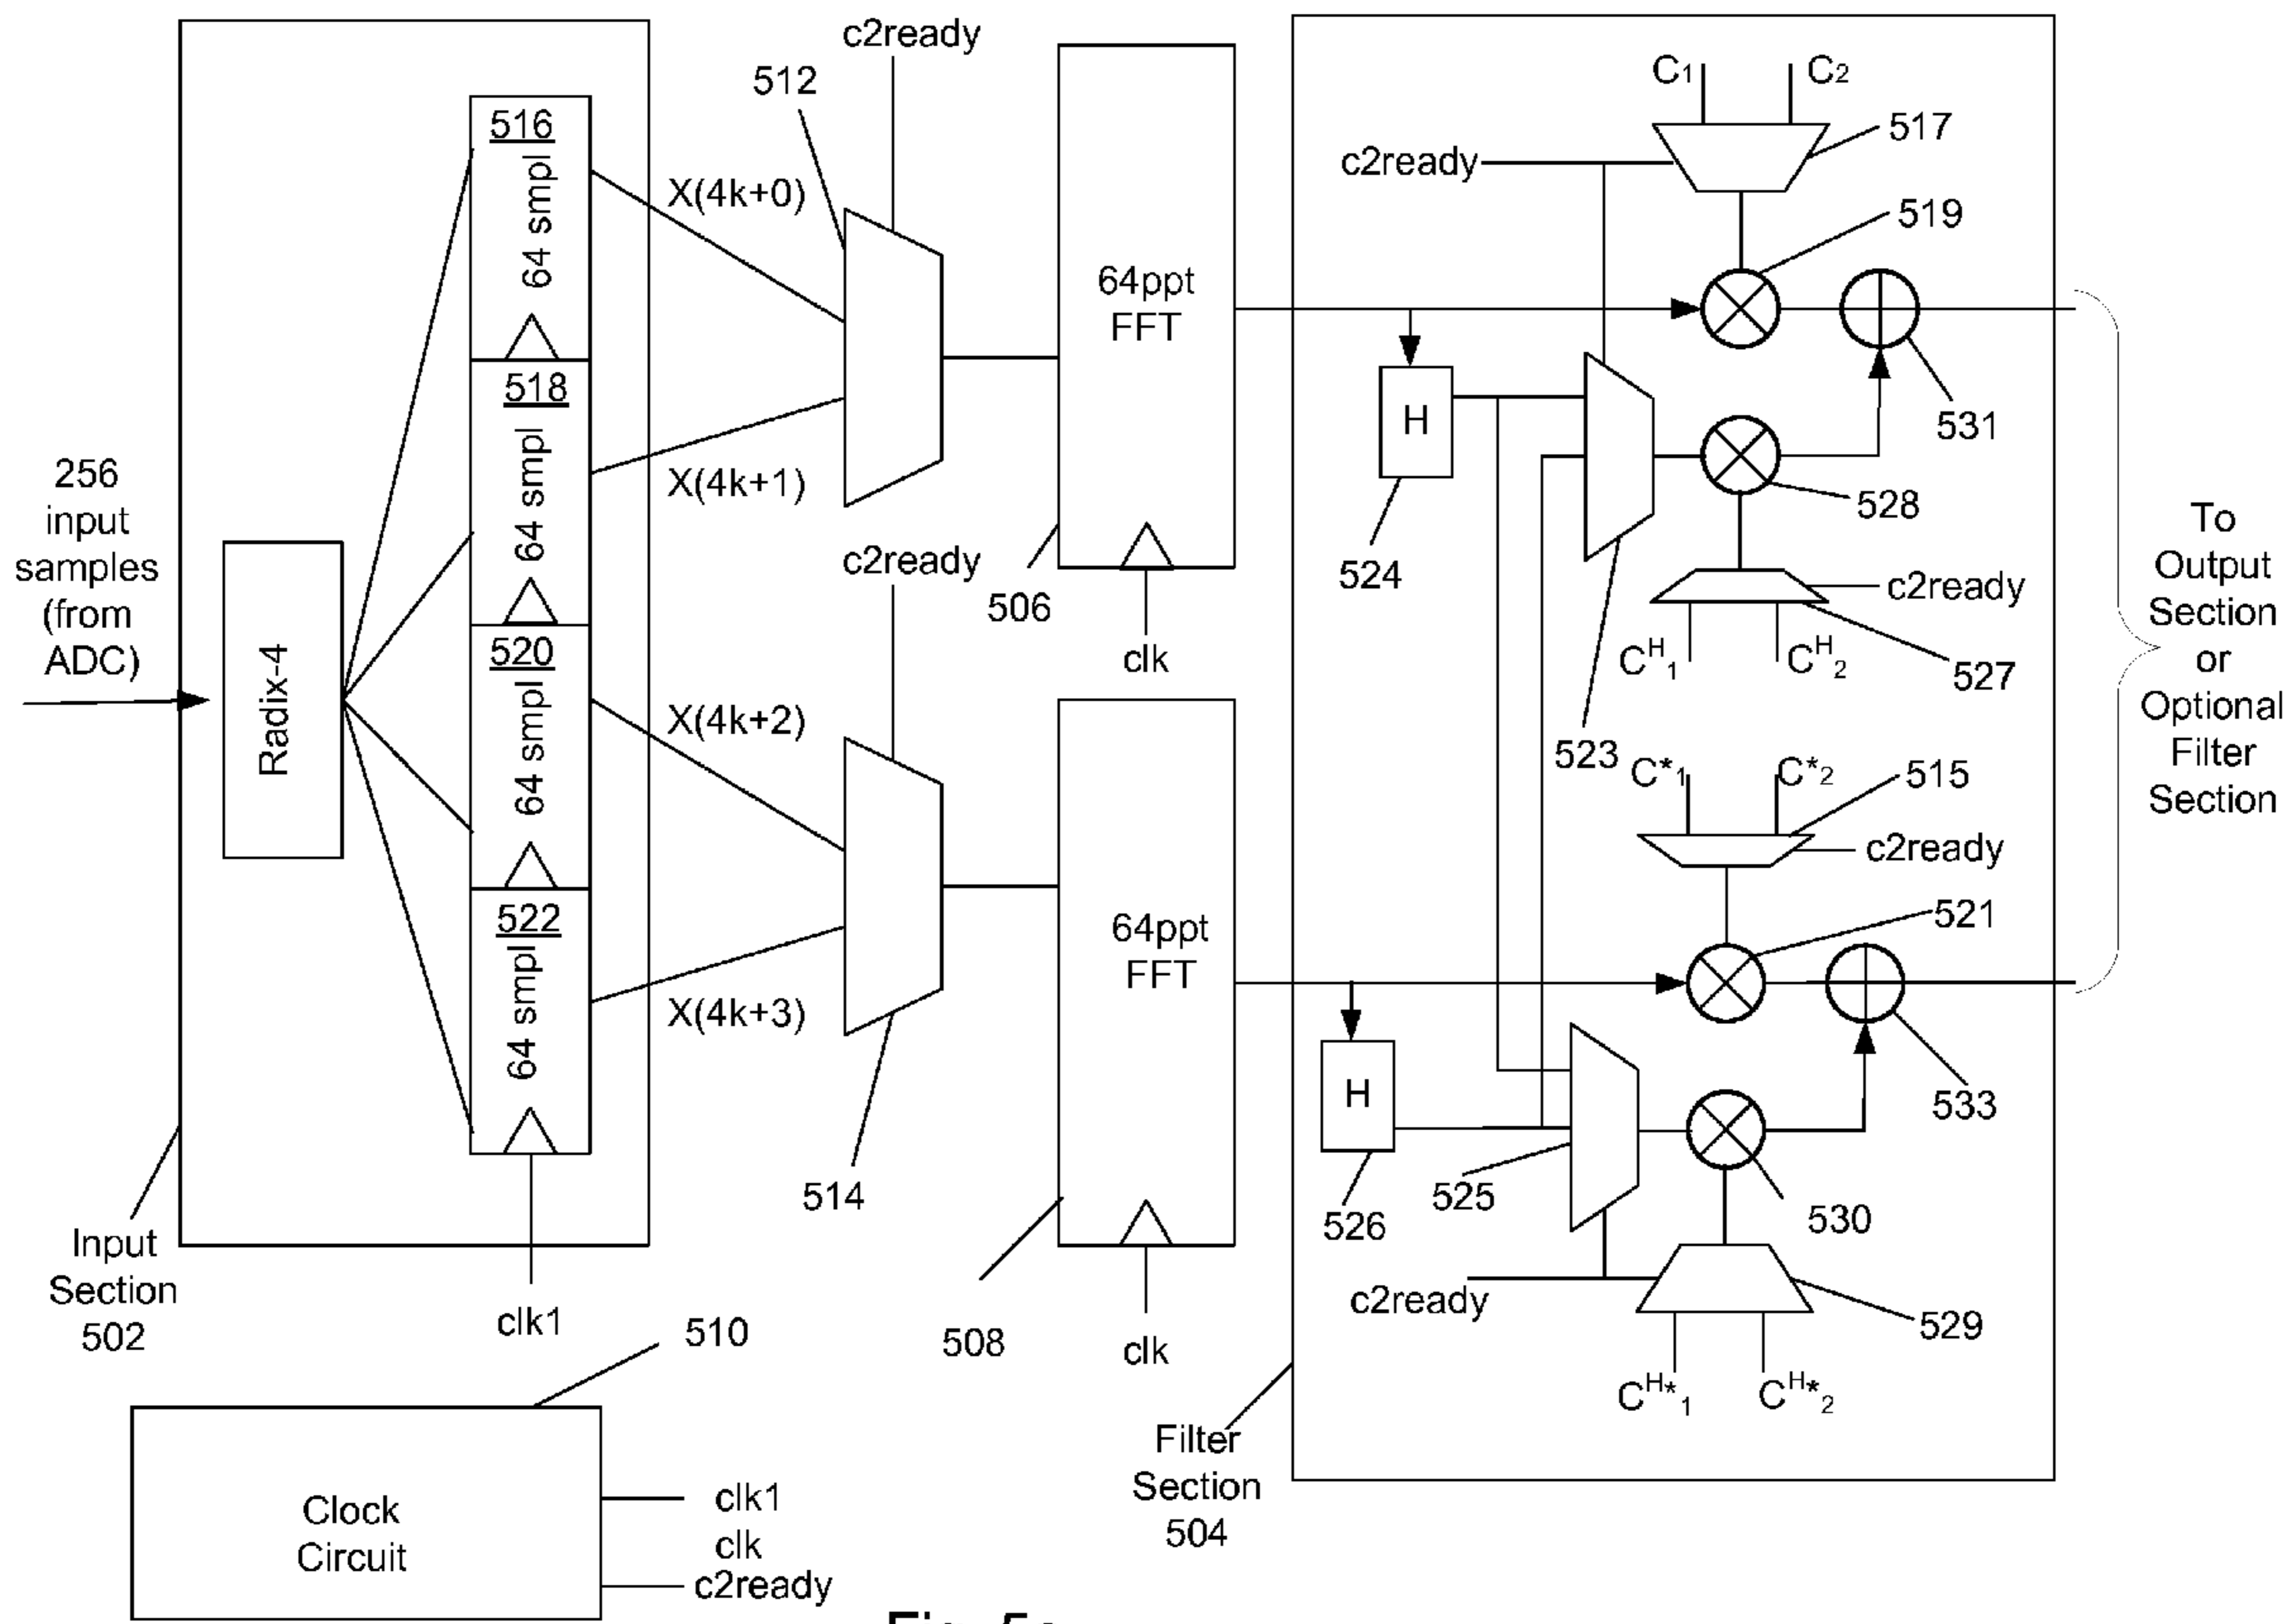 256
input
samples
(from
ADC)
Radix-4
516
64 smpl
518
64 smpl
520
64 smpl
522
64 smpl
clk1
Input
Section
502
X(4k+0)
X(4k+1)
X(4k+2)
X(4k+3)
c2ready
512
c2ready
514
64ppt
FFT
506
clk
64ppt
FFT
508
clk
510
Clock
Circuit
clk1
clk
c2ready
C1
C2
517
c2ready
519
531
H
524
528
523
c2ready
527
C^H_1
C^H_2
C*1
C*2
515
c2ready
521
533
H
526
525
530
c2ready
529
C^H*_1
C^H*_2
Filter
Section
504
To
Output
Section
or
Optional
Filter
Section